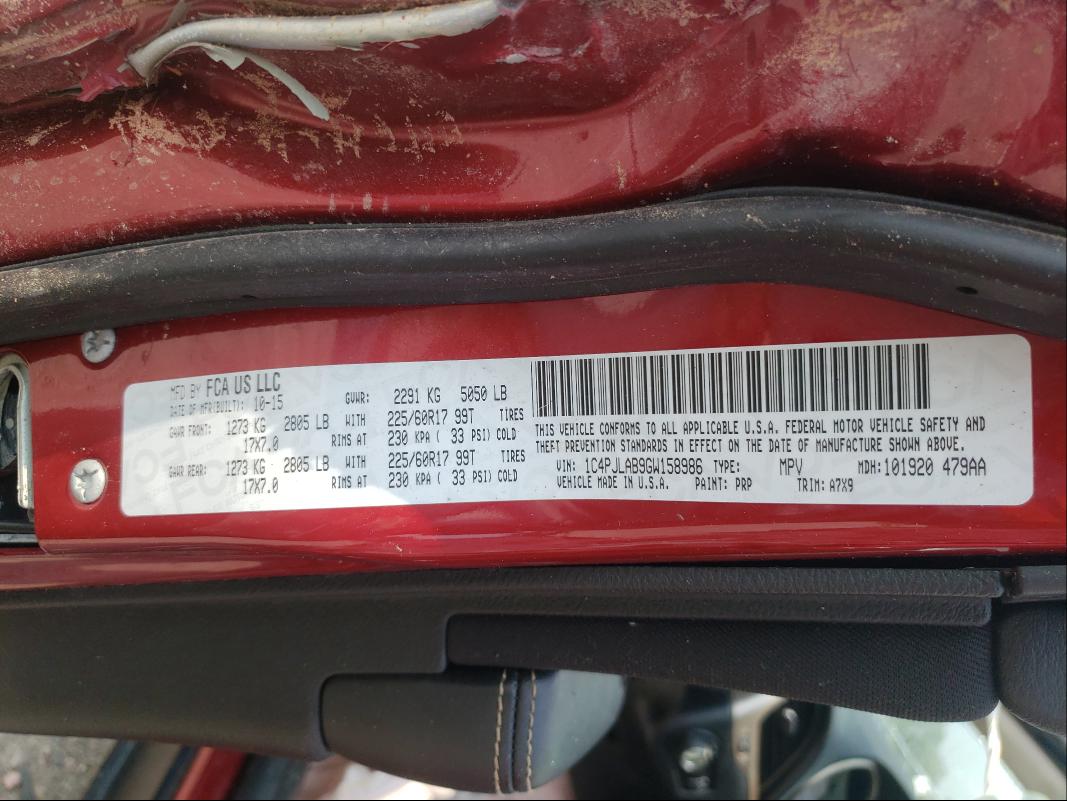 MFD BY FCA US LLC
DATE OF MFR(BUILT): 10-15
GVWR: 2291 KG 5050 LB
GAWR FRONT: 1273 KG 2805 LB WITH 225/60R17 99T TIRES
17X7.0 RIMS AT 230 KPA ( 33 PSI) COLD
GAWR REAR: 1273 KG 2805 LB WITH 225/60R17 99T TIRES
17X7.0 RIMS AT 230 KPA ( 33 PSI) COLD
THIS VEHICLE CONFORMS TO ALL APPLICABLE U.S.A. FEDERAL MOTOR VEHICLE SAFETY AND
THEFT PREVENTION STANDARDS IN EFFECT ON THE DATE OF MANUFACTURE SHOWN ABOVE.
VIN: 1C4PJLAB9GW158986 TYPE: MPV MDH: 101920 479AA
VEHICLE MADE IN U.S.A. PAINT: PRP TRIM: A7X9